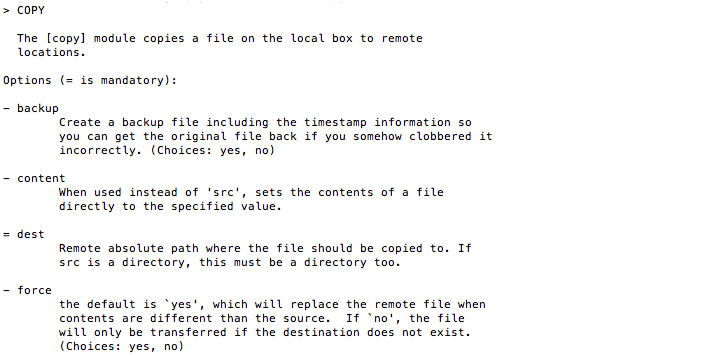 > COPY
The [copy] module copies a file on the local box to remote
locations.
Options (= is mandatory):
- backup
Create a backup file including the timestamp information so
you can get the original file back if you somehow clobbered it
incorrectly. (Choices: yes, no)
- content
When used instead of 'src', sets the contents of a file
directly to the specified value.
= dest
Remote absolute path where the file should be copied to. If
src is a directory, this must be a directory too.
- force
the default is `yes', which will replace the remote file when
contents are different than the source.  If `no', the file
will only be transferred if the destination does not exist.
(Choices: yes, no)